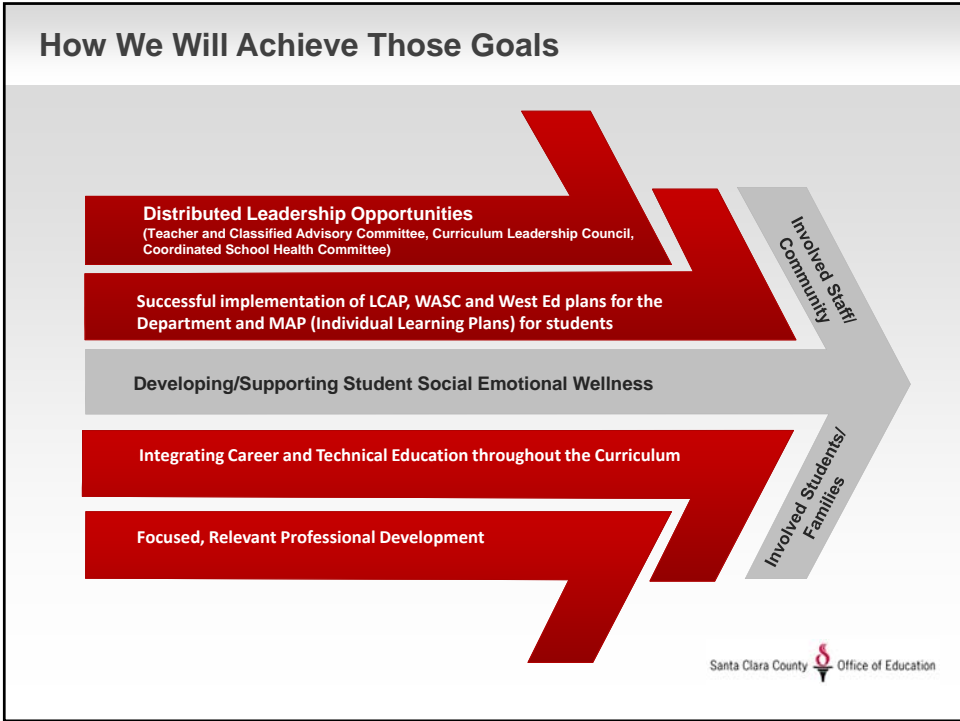 How We Will Achieve Those Goals
Distributed Leadership Opportunities
(Teacher and Classified Advisory Committee, Curriculum Leadership Council,
Coordinated School Health Committee)
Successful implementation of LCAP, WASC and West Ed plans for the
Department and MAP (Individual Learning Plans) for students
Developing/Supporting Student Social Emotional Wellness
Integrating Career and Technical Education throughout the Curriculum
Focused, Relevant Professional Development
Involved Staff/
Community
Involved Students/
Families
Santa Clara County Office of Education